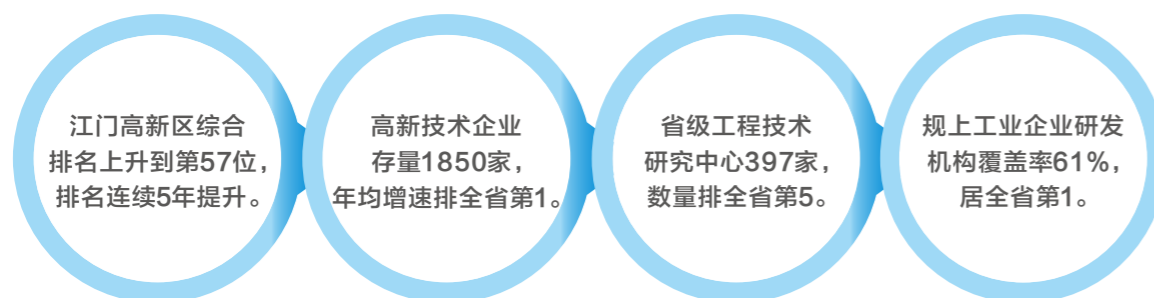 江门高新区综合
排名上升到第57位，
排名连续5年提升。
高新技术企业
存量1850家，
年均增速排全省第1。
省级工程技术
研究中心397家，
数量排全省第5。
规上工业企业研发
机构覆盖率61%，
居全省第1。